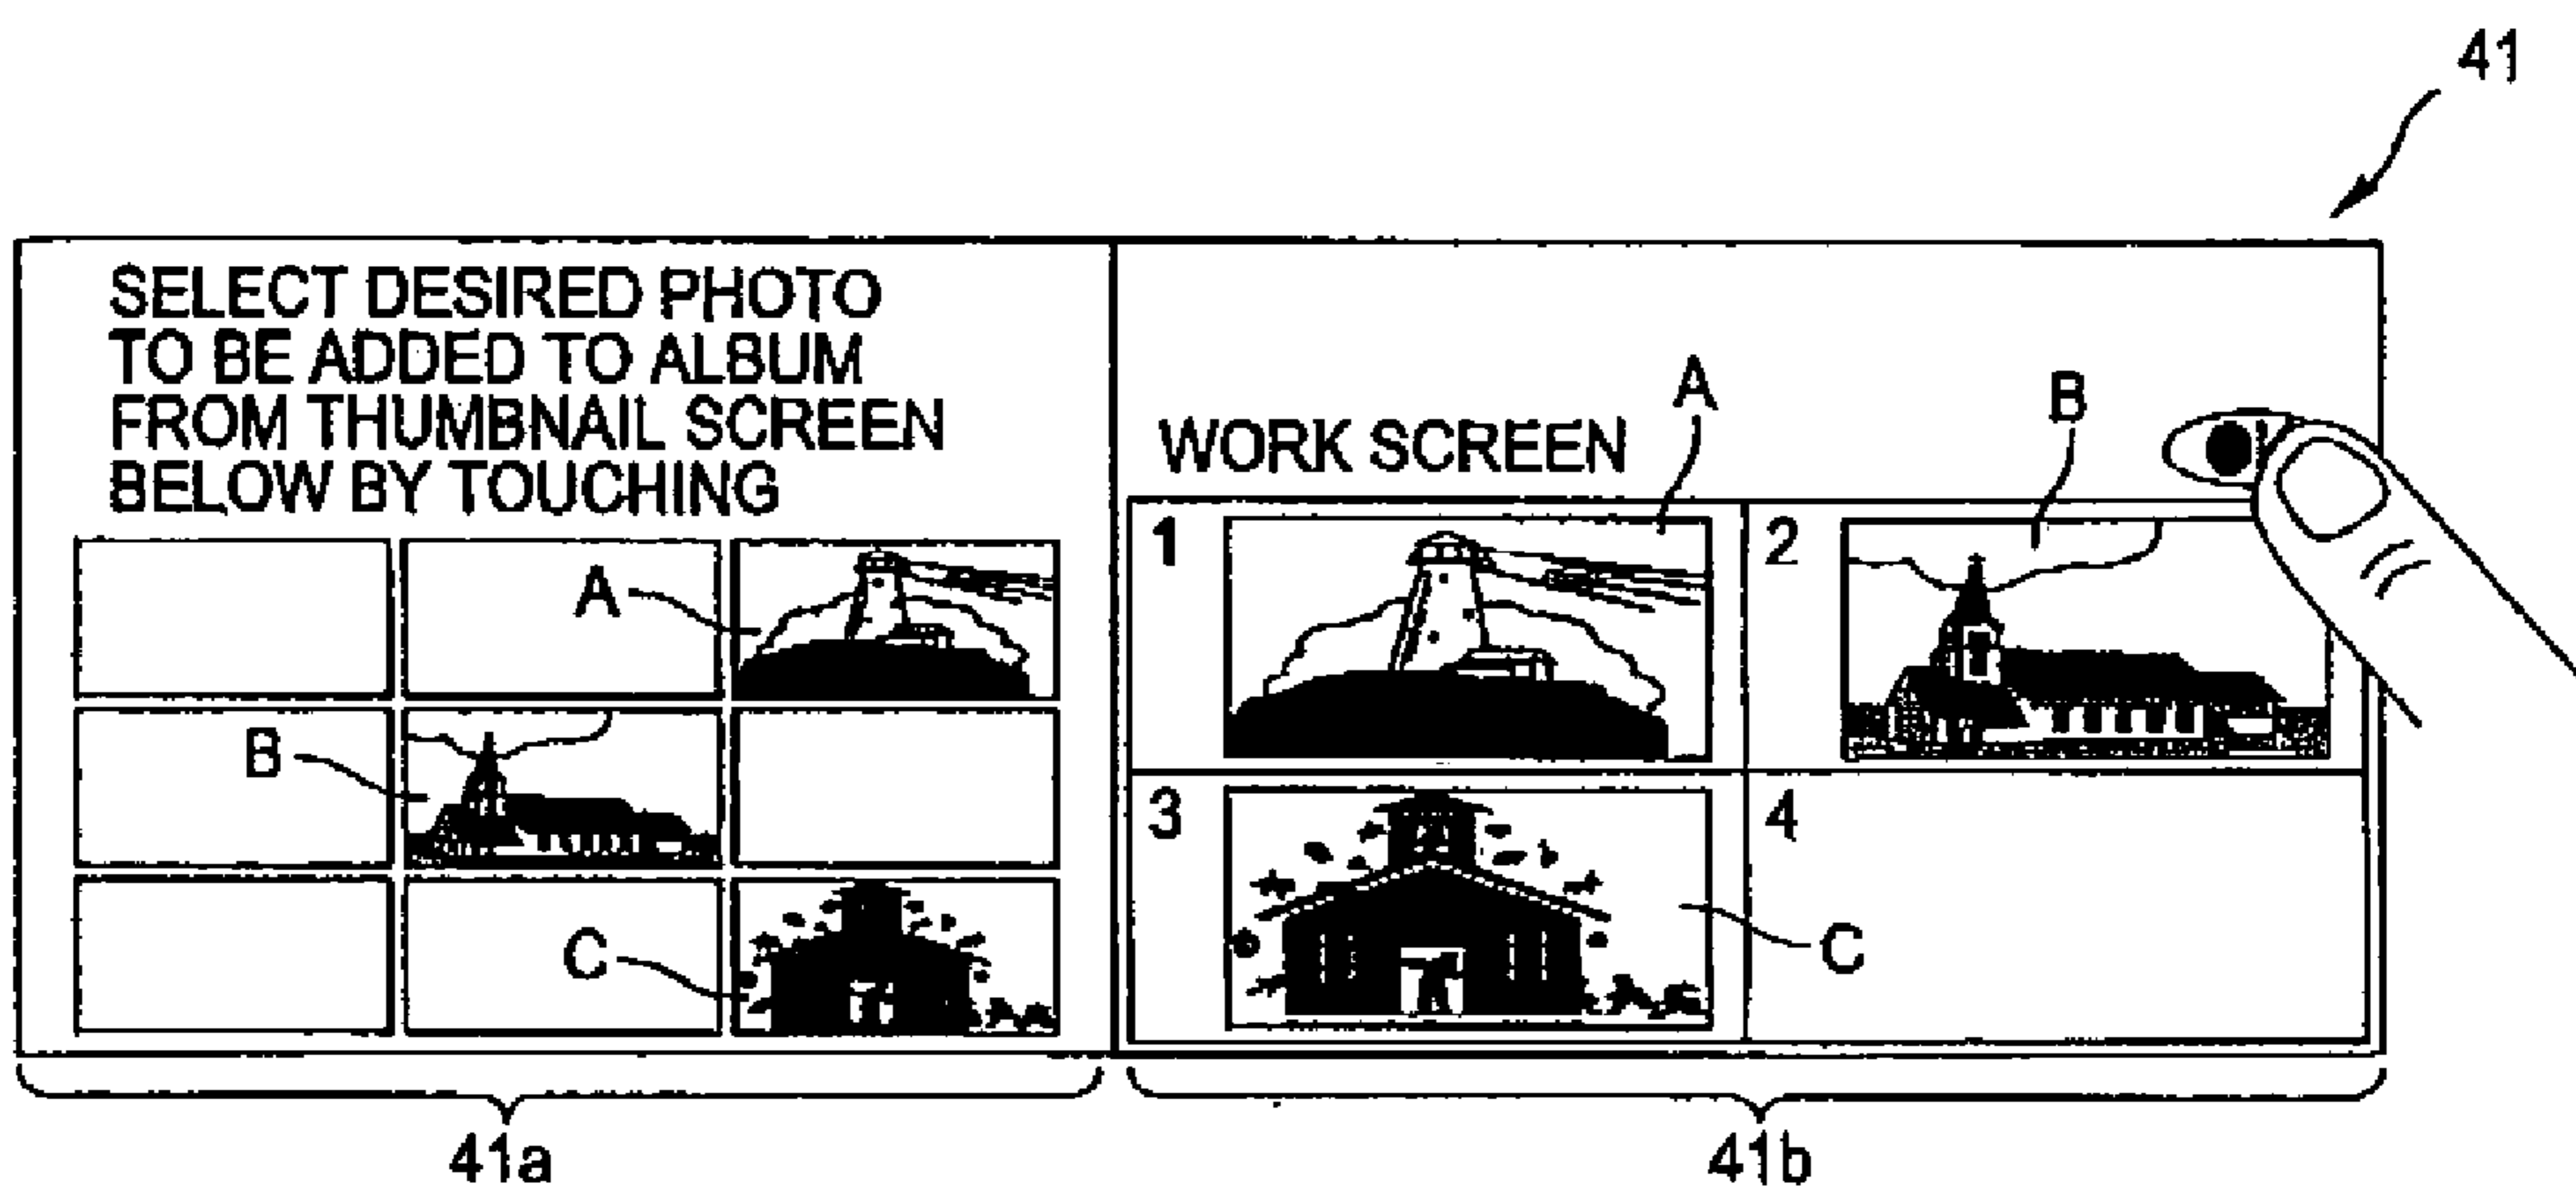 41
SELECT DESIRED PHOTO
TO BE ADDED TO ALBUM
FROM THUMBNAIL SCREEN
BELOW BY TOUCHING
A
B
C
WORK SCREEN
A
B
1
2
3
4
C
41a
41b